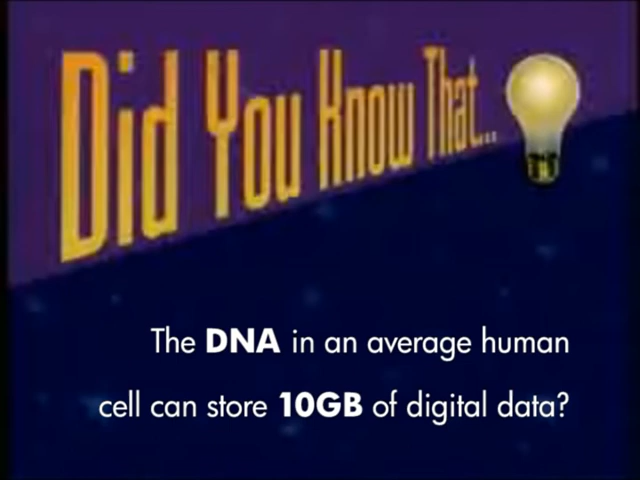 Did You Know That...
The DNA in an average human
cell can store 10GB of digital data?